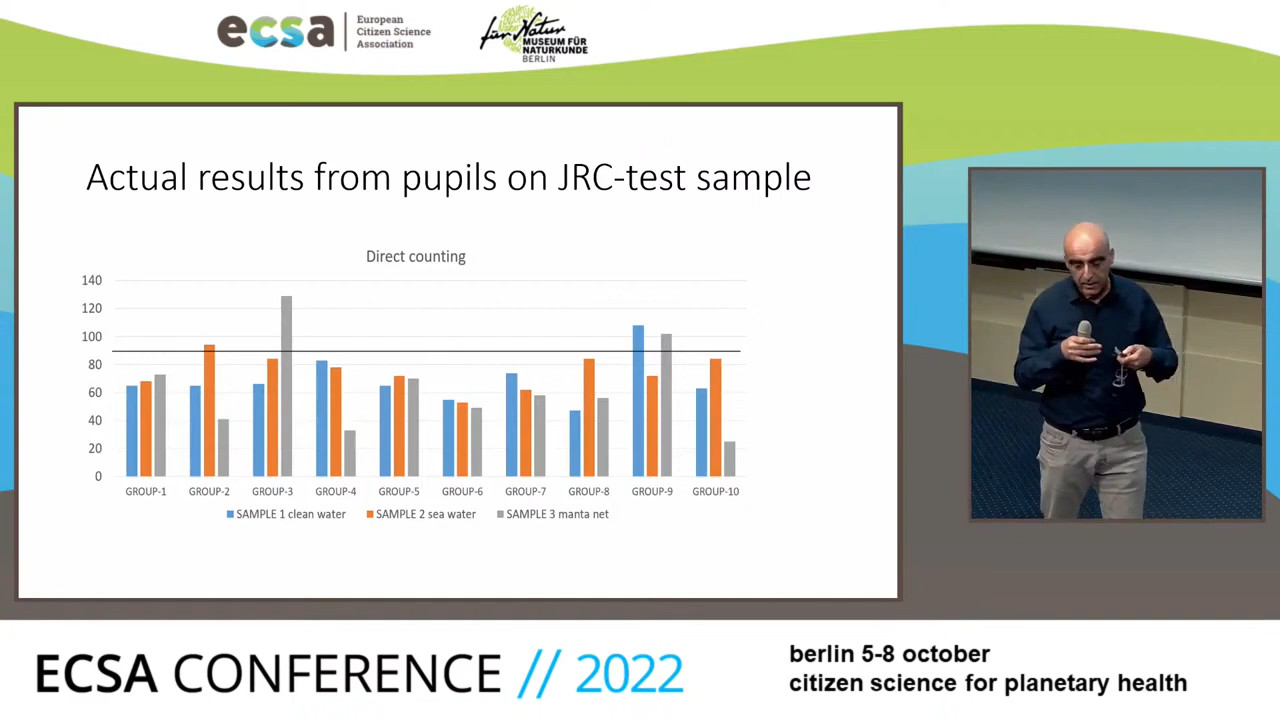 ecsa
European
Citizen Science
Association
für Natur
MUSEUM FÜR
NATURKUNDE
BERLIN
Actual results from pupils on JRC-test sample
Direct counting
140
120
100
80
60
40
20
0
GROUP-1 GROUP-2 GROUP-3 GROUP-4 GROUP-5 GROUP-6 GROUP-7 GROUP-8 GROUP-9 GROUP-10
SAMPLE 1 clean water SAMPLE 2 sea water SAMPLE 3 manta net
ECSA CONFERENCE // 2022
berlin 5-8 october
citizen science for planetary health